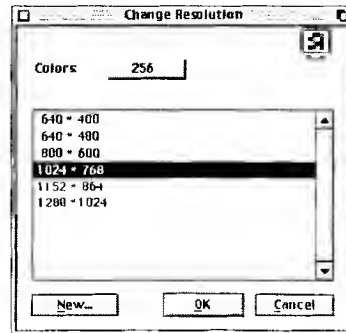 Change Resolution
Colors: 256
640 * 400
640 * 480
800 * 600
1024 * 768
1152 * 864
1280 * 1024
New...  OK  Cancel